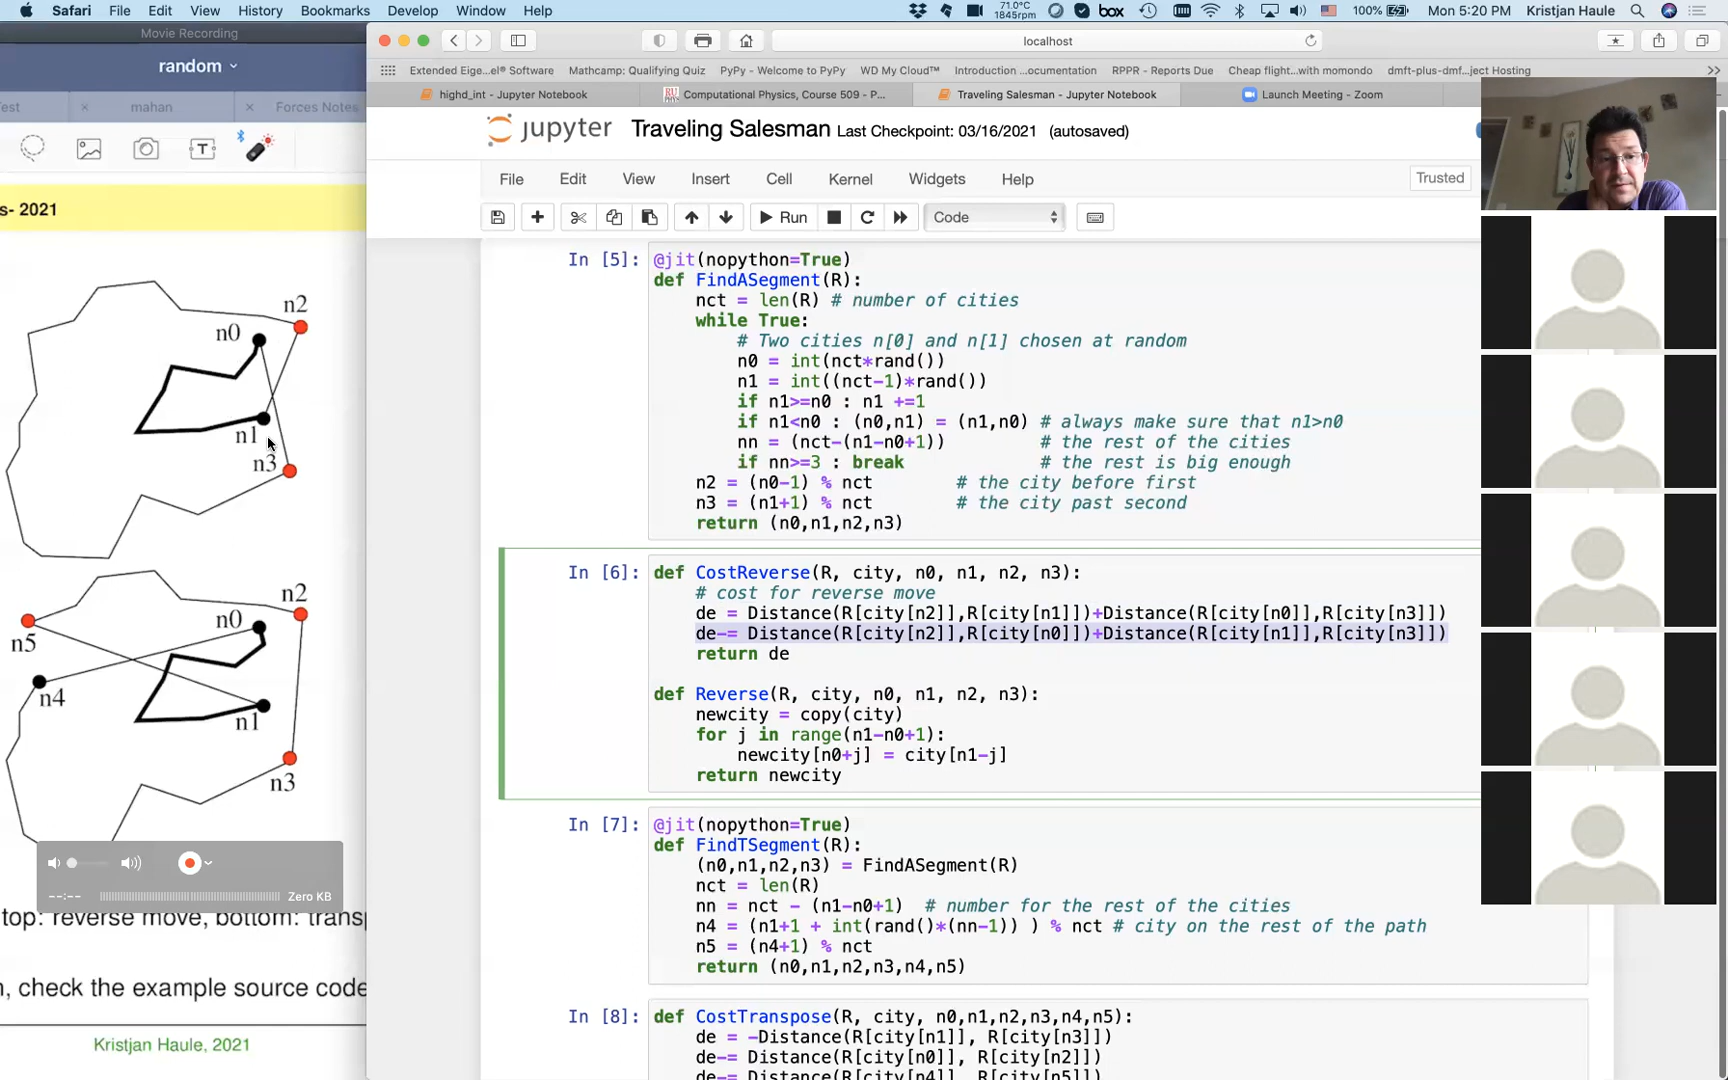 Safari File Edit View History Bookmarks Develop Window Help
71.0°C
1845rpm
box
100%
Mon 5:20 PM Kristjan Haule
Movie Recording
random
mahan
Forces Notes
s- 2021
n0
n2
n1
n3
n5
n4
n0
n2
n1
n3
Zero KB
top: reverse move, bottom: transp
n, check the example source code
Kristjan Haule, 2021
localhost
Extended Eige...el® Software Mathcamp: Qualifying Quiz PyPy - Welcome to PyPy WD My Cloud™ Introduction ...ocumentation RPPR - Reports Due Cheap flight...with momondo dmft-plus-dmf...ject Hosting
highd_int - Jupyter Notebook Computational Physics, Course 509 - P... Traveling Salesman - Jupyter Notebook Launch Meeting - Zoom
jupyter Traveling Salesman Last Checkpoint: 03/16/2021 (autosaved)
File Edit View Insert Cell Kernel Widgets Help Trusted
Run Code
In [5]: @jit(nopython=True)
def FindASegment(R):
nct = len(R) # number of cities
while True:
# Two cities n[0] and n[1] chosen at random
n0 = int(nct*rand())
n1 = int((nct-1)*rand())
if n1>=n0 : n1 +=1
if n1<n0 : (n0,n1) = (n1,n0) # always make sure that n1>n0
nn = (nct-(n1-n0+1)) # the rest of the cities
if nn>=3 : break # the rest is big enough
n2 = (n0-1) % nct # the city before first
n3 = (n1+1) % nct # the city past second
return (n0,n1,n2,n3)
In [6]: def CostReverse(R, city, n0, n1, n2, n3):
# cost for reverse move
de = Distance(R[city[n2]],R[city[n1]])+Distance(R[city[n0]],R[city[n3]])
de-= Distance(R[city[n2]],R[city[n0]])+Distance(R[city[n1]],R[city[n3]])
return de
def Reverse(R, city, n0, n1, n2, n3):
newcity = copy(city)
for j in range(n1-n0+1):
newcity[n0+j] = city[n1-j]
return newcity
In [7]: @jit(nopython=True)
def FindTSegment(R):
(n0,n1,n2,n3) = FindASegment(R)
nct = len(R)
nn = nct - (n1-n0+1) # number for the rest of the cities
n4 = (n1+1 + int(rand()*(nn-1)) ) % nct # city on the rest of the path
n5 = (n4+1) % nct
return (n0,n1,n2,n3,n4,n5)
In [8]: def CostTranspose(R, city, n0,n1,n2,n3,n4,n5):
de = -Distance(R[city[n1]], R[city[n3]])
de-= Distance(R[city[n0]], R[city[n2]])
de-= Distance(R[city[n4]], R[city[n5]])